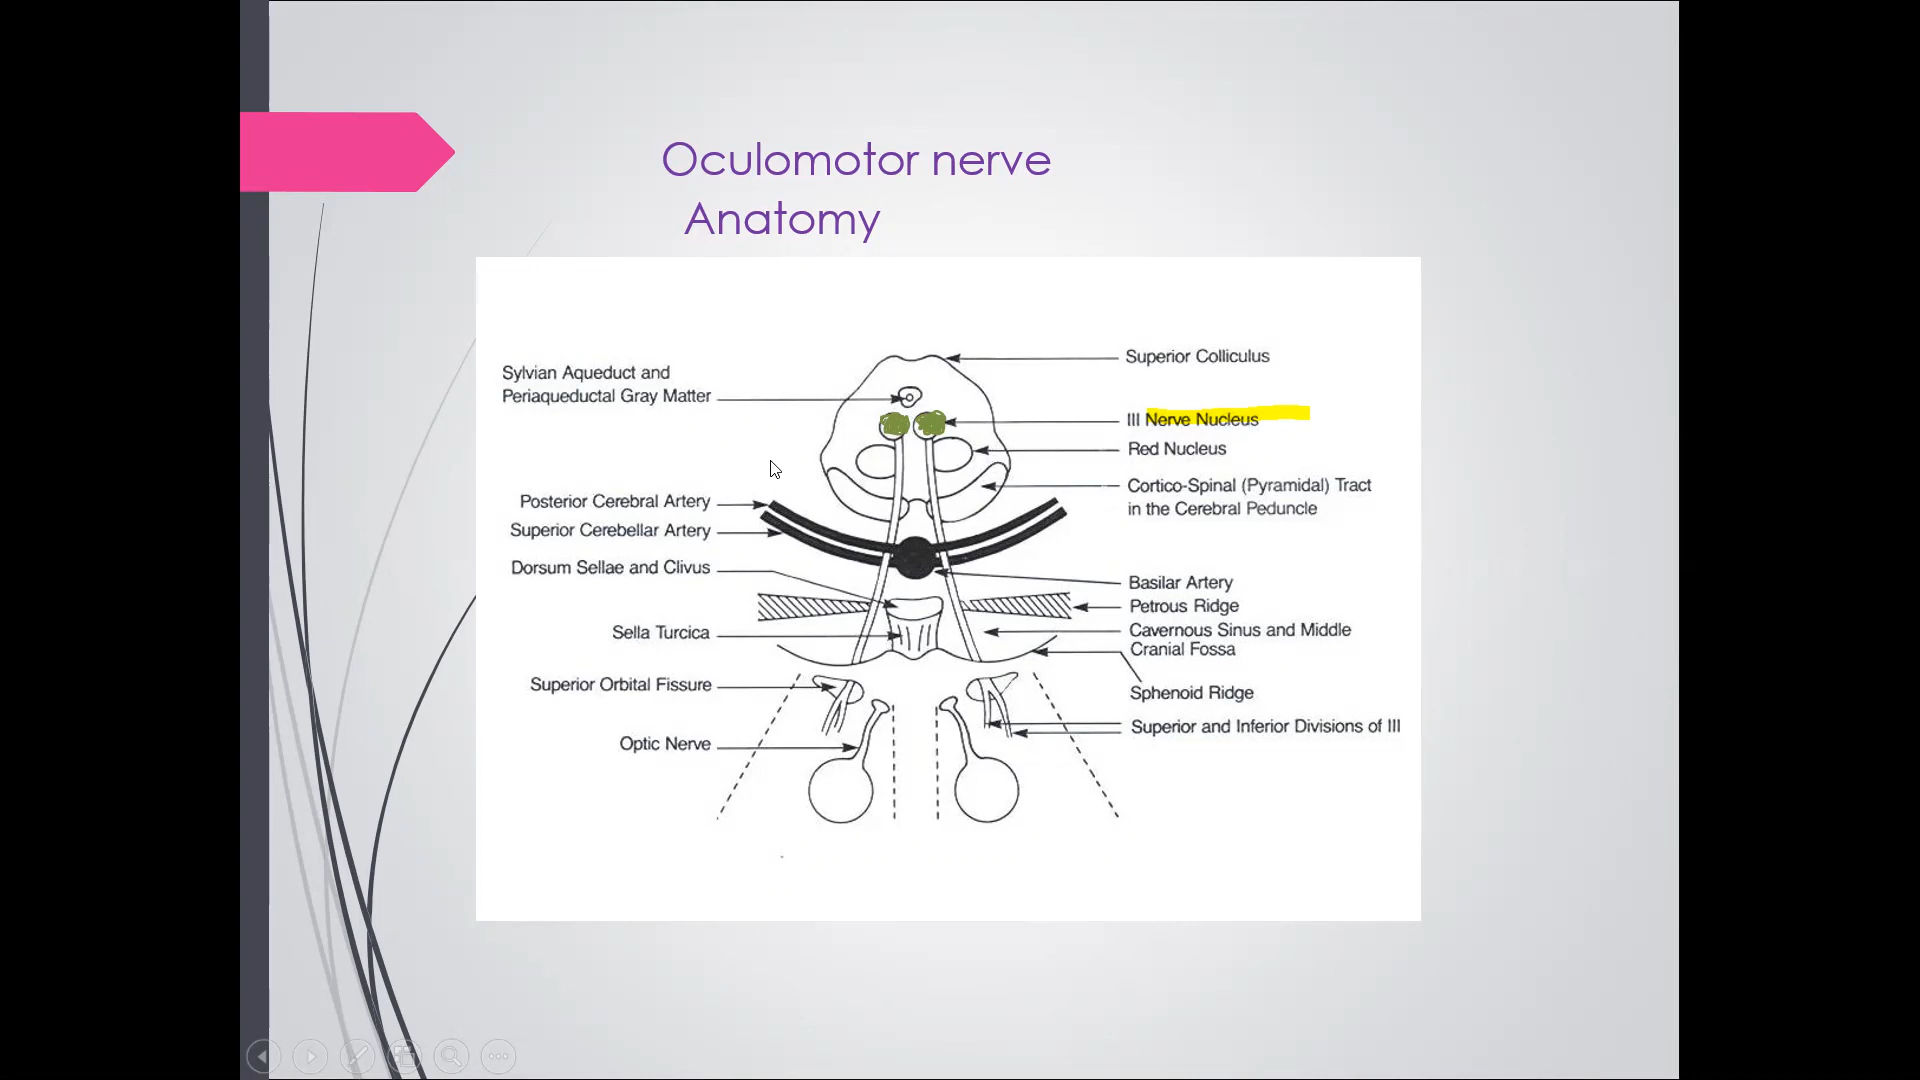 Oculomotor nerve
Anatomy
Sylvian Aqueduct and
Periaqueductal Gray Matter
Posterior Cerebral Artery
Superior Cerebellar Artery
Dorsum Sellae and Clivus
Sella Turcica
Superior Orbital Fissure
Optic Nerve
Superior Colliculus
III Nerve Nucleus
Red Nucleus
Cortico-Spinal (Pyramidal) Tract
in the Cerebral Peduncle
Basilar Artery
Petrous Ridge
Cavernous Sinus and Middle
Cranial Fossa
Sphenoid Ridge
Superior and Inferior Divisions of III